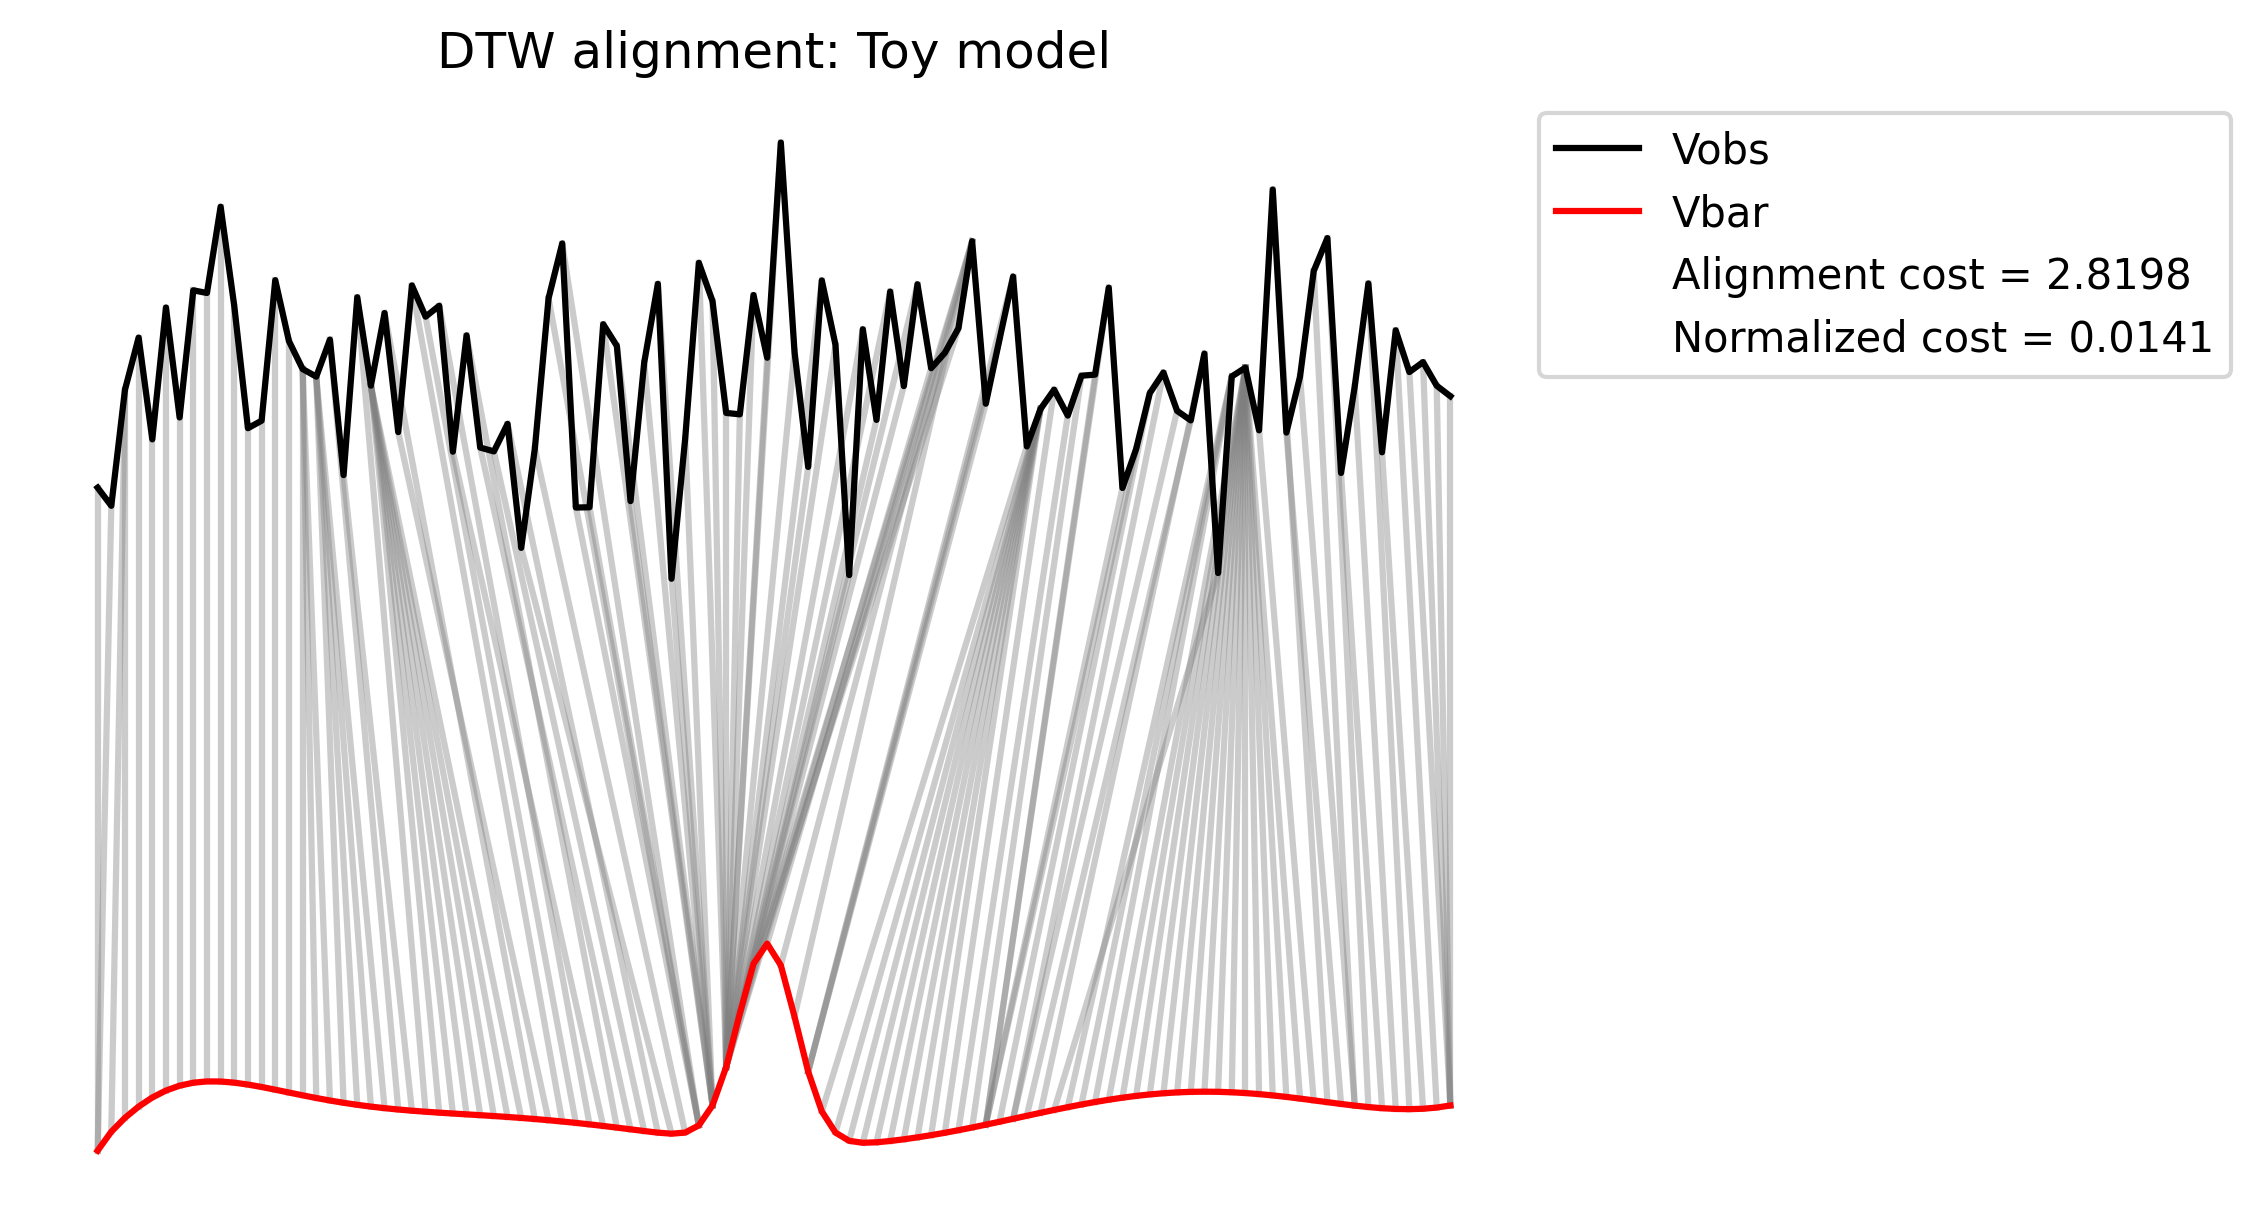 DTW alignment: Toy model
Vobs
Vbar
Alignment cost = 2.8198
Normalized cost = 0.0141